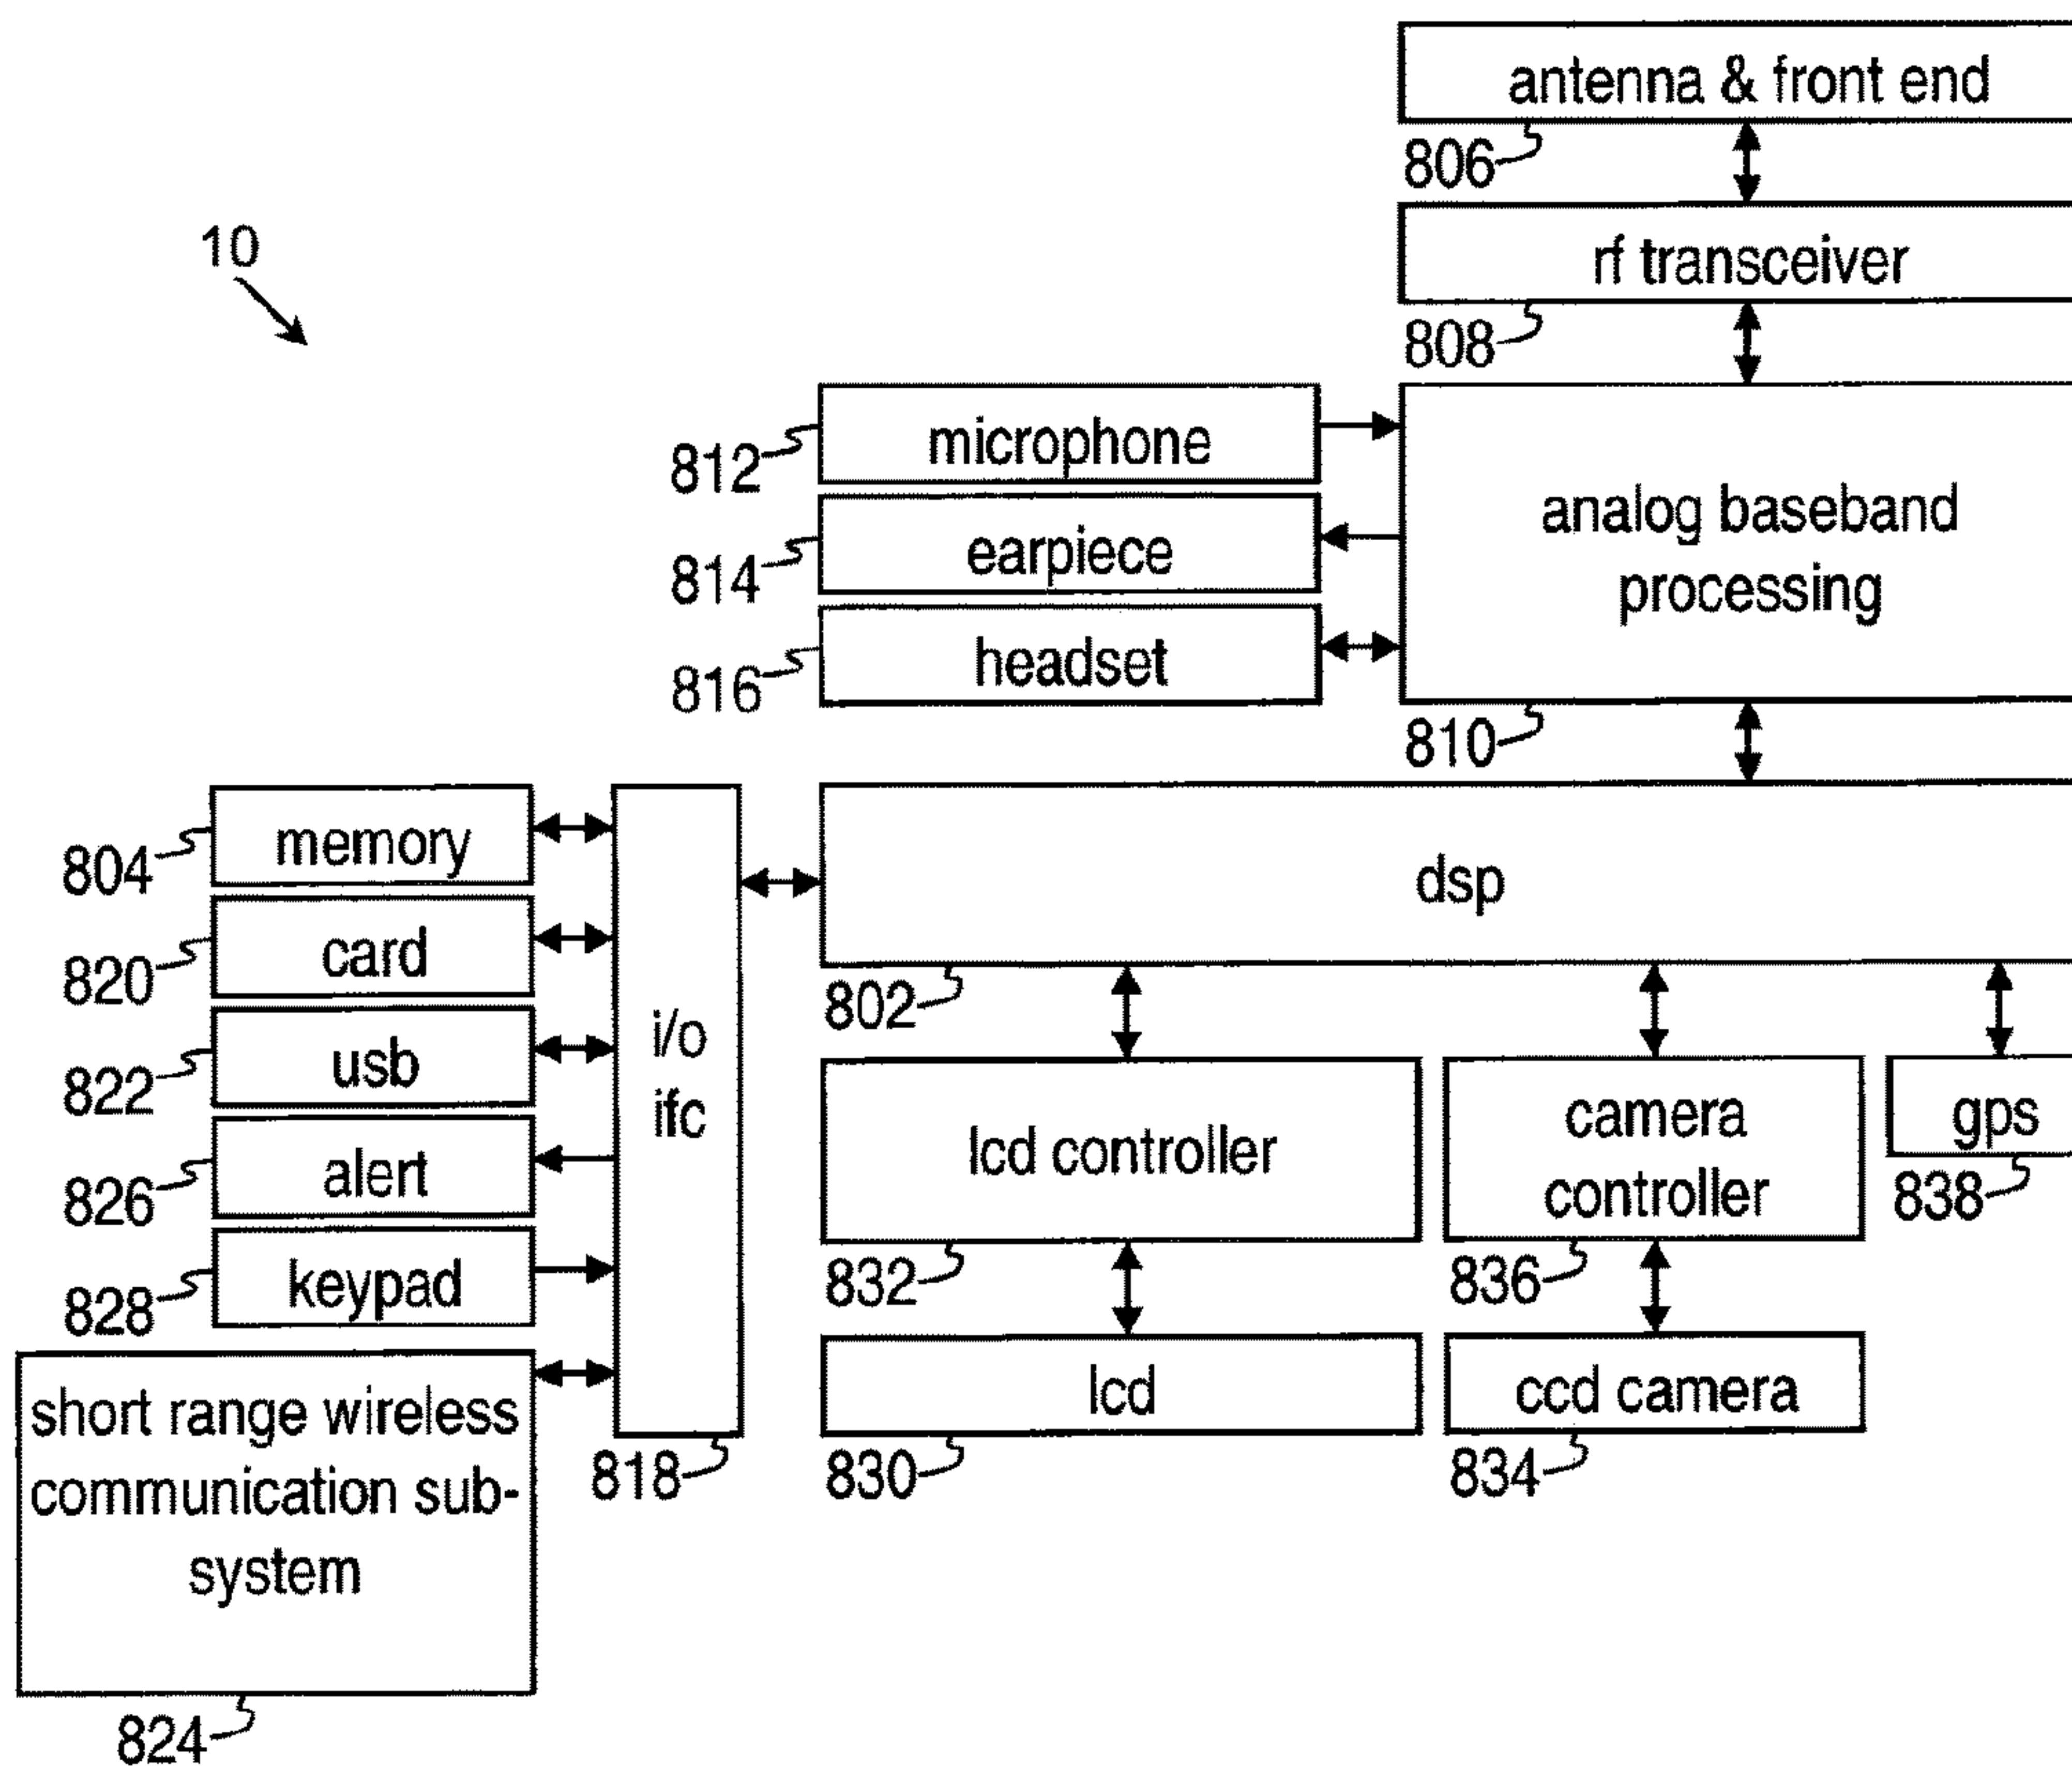 antenna & front end
806
rf transceiver
10
808
microphone
812
analog baseband
processing
earpiece
814
headset
816
810
memory
804
dsp
card
820
802
i/o
ifc
usb
822
lcd controller
camera
controller
gps
838
alert
826
keypad
828
832
836
lcd
ccd camera
short range wireless
communication sub-
system
818
830
834
824